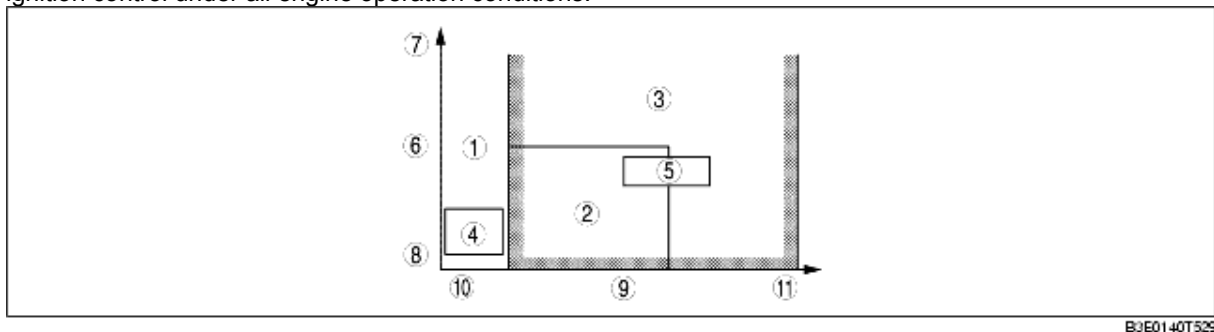 Ignition control under all engine operation conditions.
⑦
③
⑥ ①
⑤
②
④
⑧
⑩ ⑨ ⑪
B3E0140T529